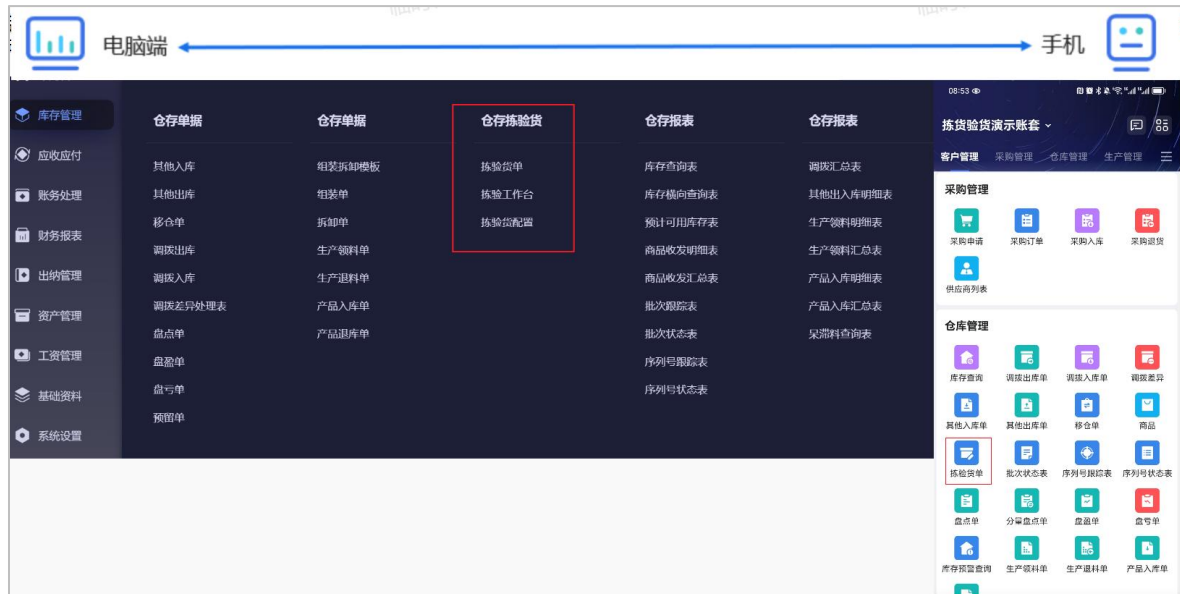 电脑端
手机
库存管理
应收应付
账务处理
财务报表
出纳管理
资产管理
工资管理
基础资料
系统设置
仓存单据
其他入库
其他出库
移仓单
调拨出库
调拨入库
调拨差异处理表
盘点单
盘盈单
盘亏单
预留单
仓存单据
组装拆卸模板
组装单
拆卸单
生产领料单
生产退料单
产品入库单
产品退库单
仓存拣验货
拣验货单
拣验工作台
拣验货配置
仓存报表
库存查询表
库存横向查询表
预计可用库存表
商品收发明细表
商品收发汇总表
批次跟踪表
批次状态表
序列号跟踪表
序列号状态表
仓存报表
调拨汇总表
其他出入库明细表
生产领料明细表
生产领料汇总表
产品入库明细表
产品入库汇总表
呆滞料查询表
08:53
拣货验货演示账套
客户管理 采购管理 仓库管理 生产管理
采购管理
采购申请 采购订单 采购入库 采购退货
供应商列表
仓库管理
库存查询 调拨出库单 调拨入库单 调拨差异
其他入库单 其他出库单 移仓单 商品
拣验货单 批次状态表 序列号跟踪表 序列号状态表
盘点单 分单盘点单 盘盈单 盘亏单
库存预警查询 生产领料单 生产退料单 产品入库单